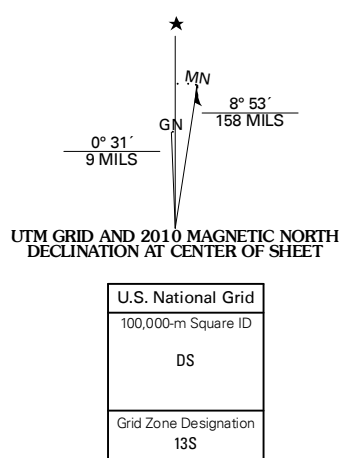 ★
MN
8° 53´
158 MILS
GN
0° 31´
9 MILS
UTM GRID AND 2010 MAGNETIC NORTH
DECLINATION AT CENTER OF SHEET
U.S. National Grid
100,000-m Square ID
DS
Grid Zone Designation
13S